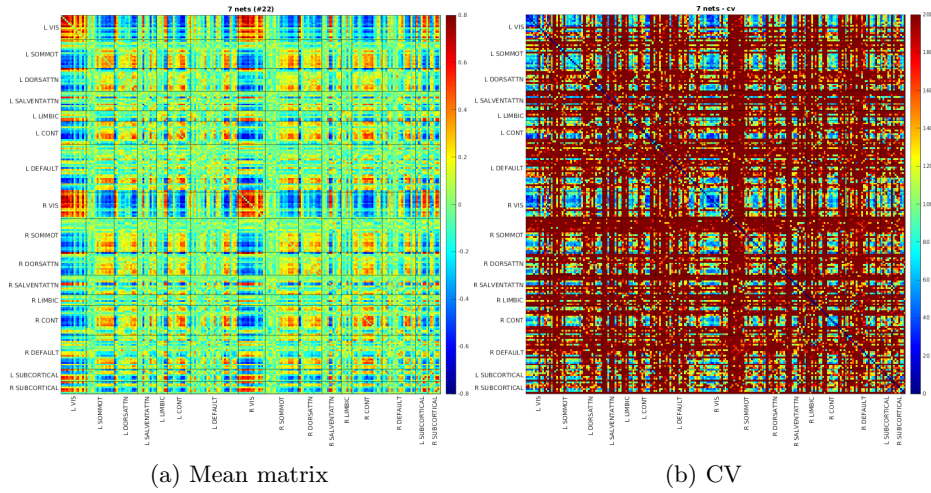 7 nets (#22)
L VIS
L SOMMOT
L DORSATTN
L SALVENTATTN
L LIMBIC
L CONT
L DEFAULT
R VIS
R SOMMOT
R DORSATTN
R SALVENTATTN
R LIMBIC
R CONT
R DEFAULT
L SUBCORTICAL
R SUBCORTICAL
L VIS
L SOMMOT
L DORSATTN
L SALVENTATTN
L LIMBIC
L CONT
L DEFAULT
R VIS
R SOMMOT
R DORSATTN
R SALVENTATTN
R LIMBIC
R CONT
R DEFAULT
L SUBCORTICAL
R SUBCORTICAL
0.8
0.6
0.4
0.2
0
-0.2
-0.4
-0.6
-0.8
(a) Mean matrix
7 nets - cv
L VIS
L SOMMOT
L DORSATTN
L SALVENTATTN
L LIMBIC
L CONT
L DEFAULT
R VIS
R SOMMOT
R DORSATTN
R SALVENTATTN
R LIMBIC
R CONT
R DEFAULT
L SUBCORTICAL
R SUBCORTICAL
L VIS
L SOMMOT
L DORSATTN
L SALVENTATTN
L LIMBIC
L CONT
L DEFAULT
R VIS
R SOMMOT
R DORSATTN
R SALVENTATTN
R LIMBIC
R CONT
R DEFAULT
L SUBCORTICAL
R SUBCORTICAL
200
180
160
140
120
100
80
60
40
20
0
(b) CV